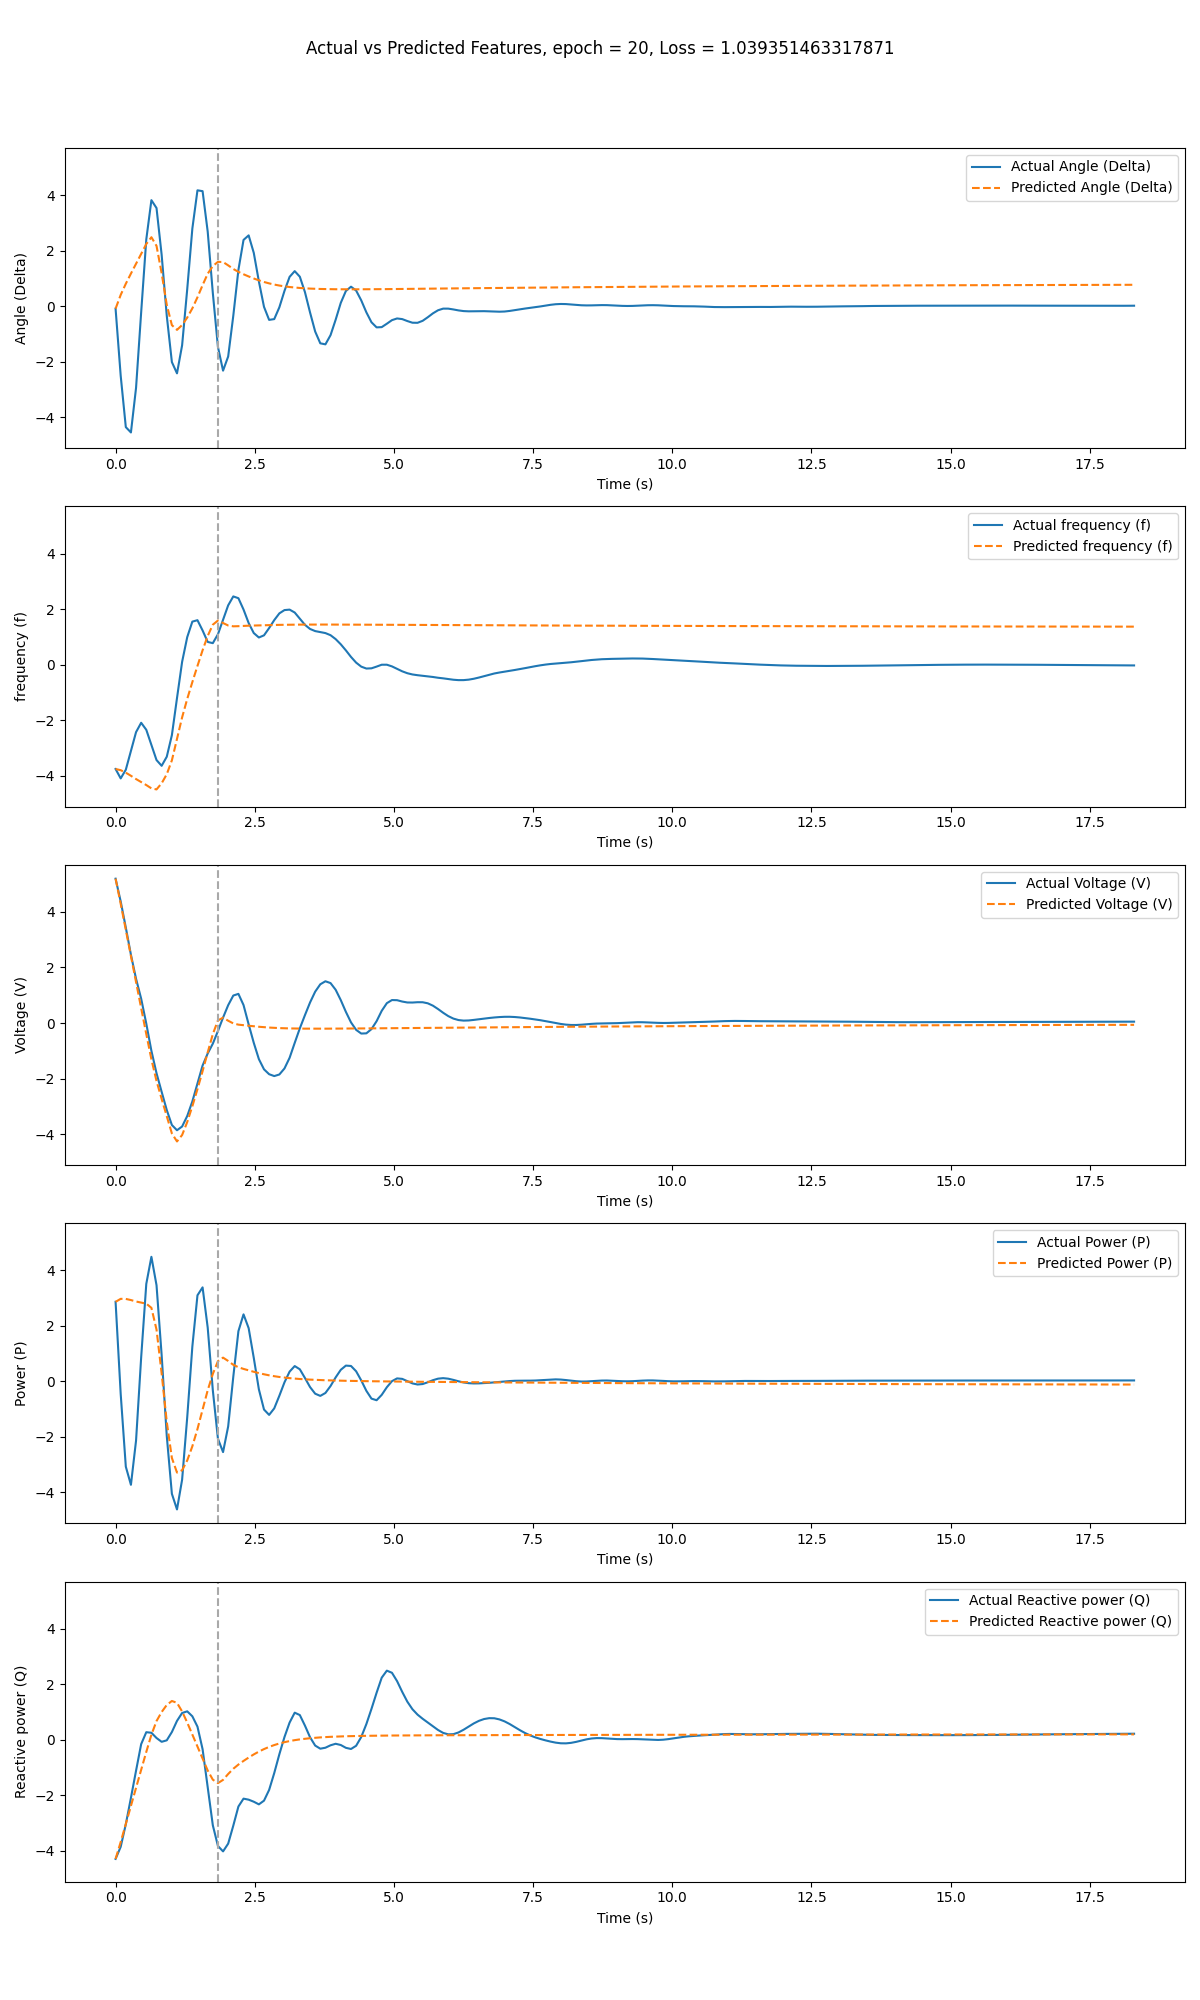 Actual vs Predicted Features, epoch = 20, Loss = 1.039351463317871
Actual Angle (Delta)
Predicted Angle (Delta)
Angle (Delta)
4
2
0
−2
−4
0.0 2.5 5.0 7.5 10.0 12.5 15.0 17.5
Time (s)
Actual frequency (f)
Predicted frequency (f)
frequency (f)
4
2
0
−2
−4
0.0 2.5 5.0 7.5 10.0 12.5 15.0 17.5
Time (s)
Actual Voltage (V)
Predicted Voltage (V)
Voltage (V)
4
2
0
−2
−4
0.0 2.5 5.0 7.5 10.0 12.5 15.0 17.5
Time (s)
Actual Power (P)
Predicted Power (P)
Power (P)
4
2
0
−2
−4
0.0 2.5 5.0 7.5 10.0 12.5 15.0 17.5
Time (s)
Actual Reactive power (Q)
Predicted Reactive power (Q)
Reactive power (Q)
4
2
0
−2
−4
0.0 2.5 5.0 7.5 10.0 12.5 15.0 17.5
Time (s)